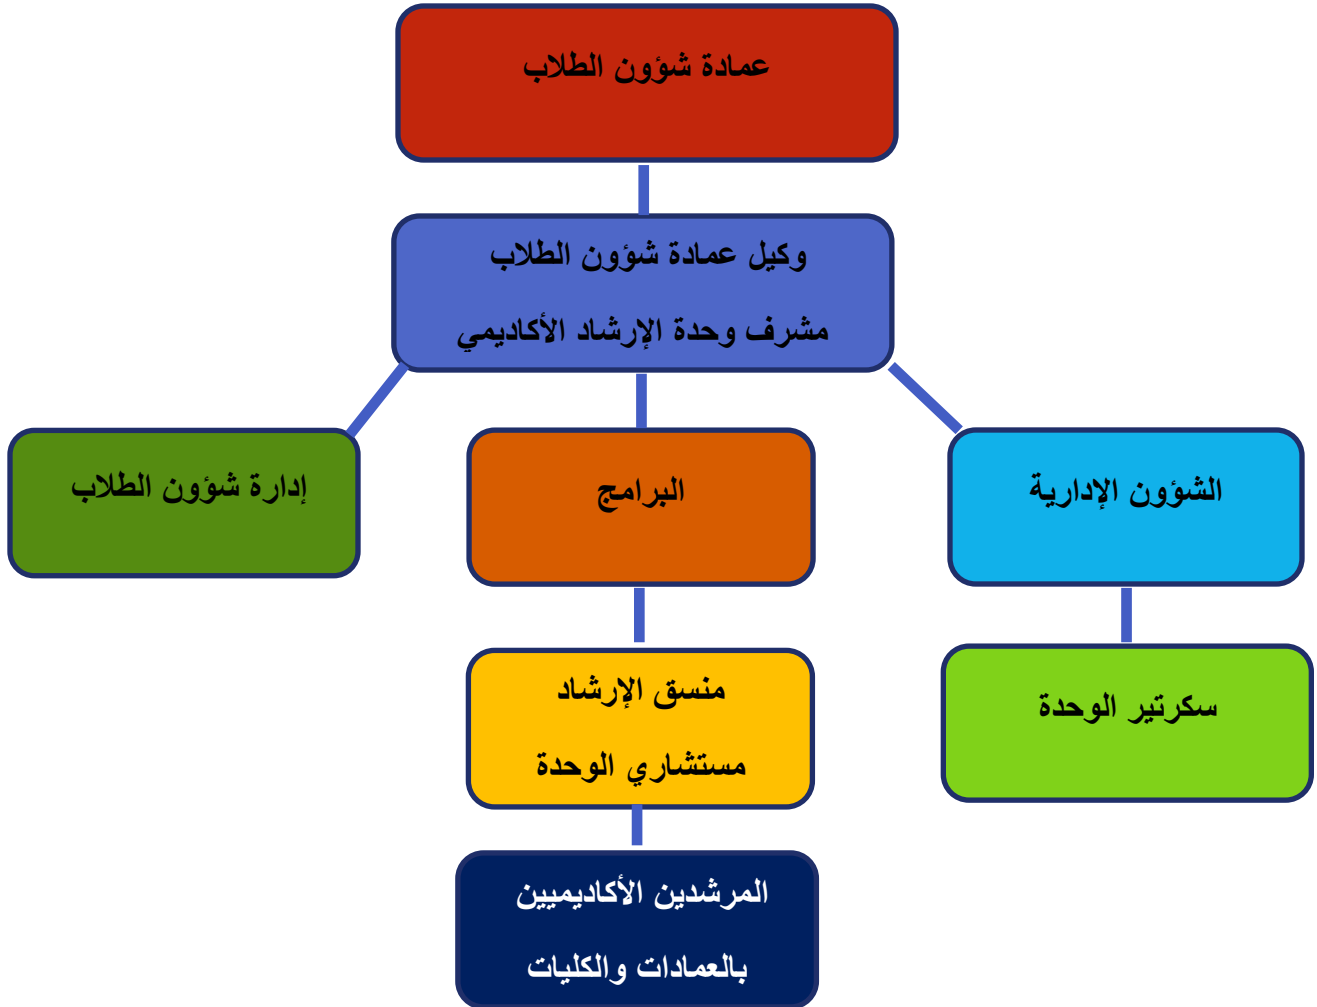 عمادة شؤون الطلاب
وكيل عمادة شؤون الطلاب
مشرف وحدة الإرشاد الأكاديمي
الشؤون الإدارية
البرامج
إدارة شؤون الطلاب
سكرتير الوحدة
منسق الإرشاد
مستشاري الوحدة
المرشدين الأكاديميين
بالعمادات والكليات